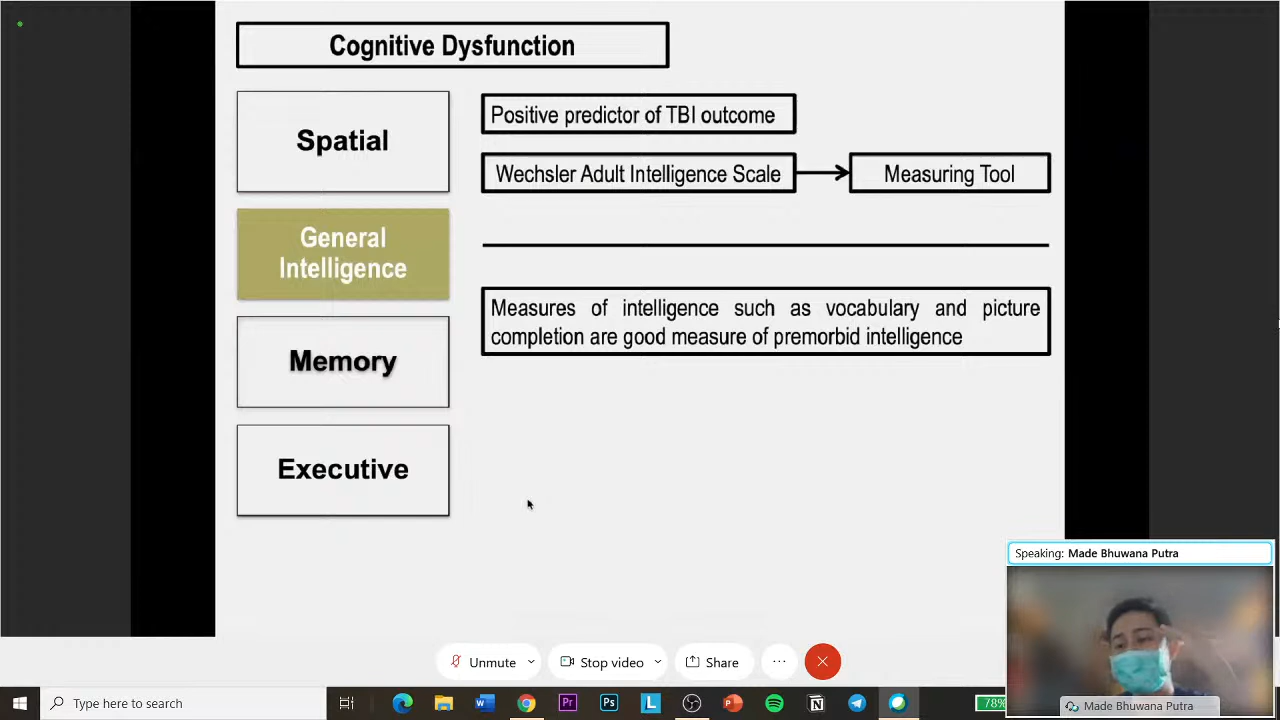 Cognitive Dysfunction
Spatial
General
Intelligence
Memory
Executive
Positive predictor of TBI outcome
Wechsler Adult Intelligence Scale
Measuring Tool
Measures of intelligence such as vocabulary and picture
completion are good measure of premorbid intelligence
Speaking: Made Bhuwana Putra
Made Bhuwana Putra
Unmute
Stop video
Share
Type here to search
Pr
Ps
L
78%